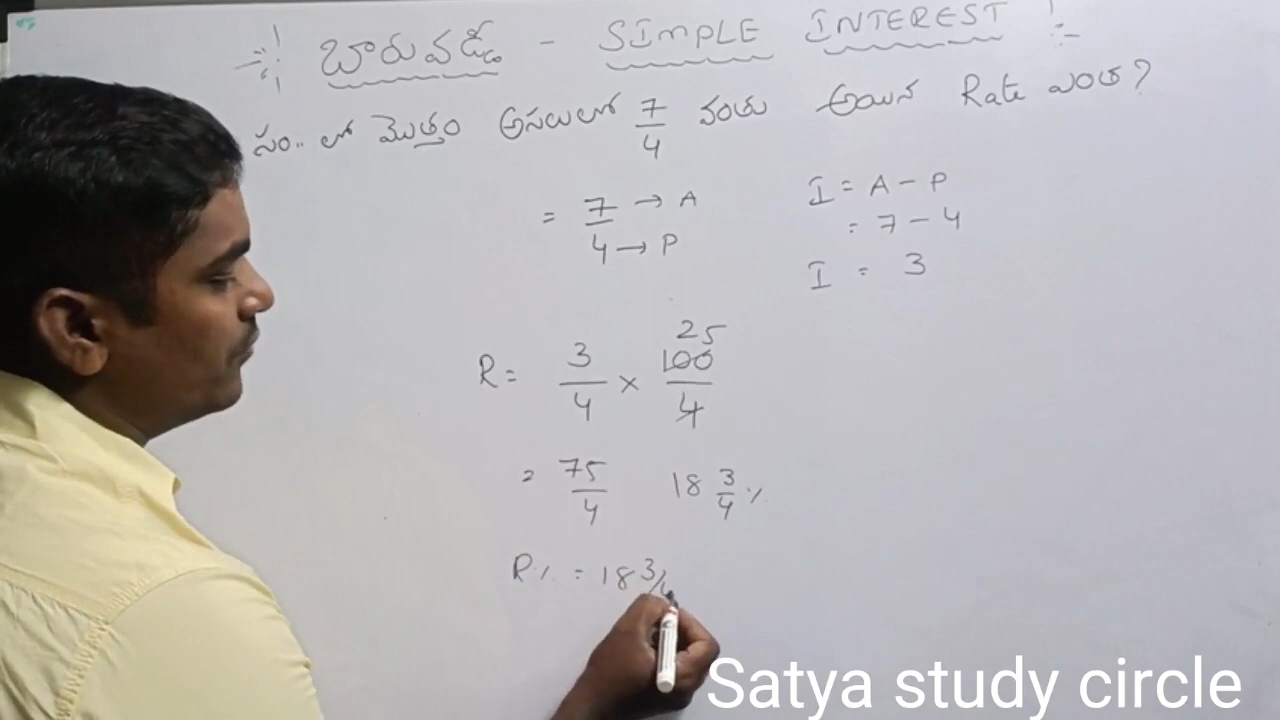 బారువడ్డీ - SIMPLE INTEREST
సం.. లో మొత్తం అసలులో 7/4 వంతు అయిన Rate ఎంత?
= 7/4 → A
4 → P
I = A - P
= 7 - 4
I = 3
R = 3/4 × 100/4
25
= 75/4 18 3/4 %
R% = 18 3/4
Satya study circle